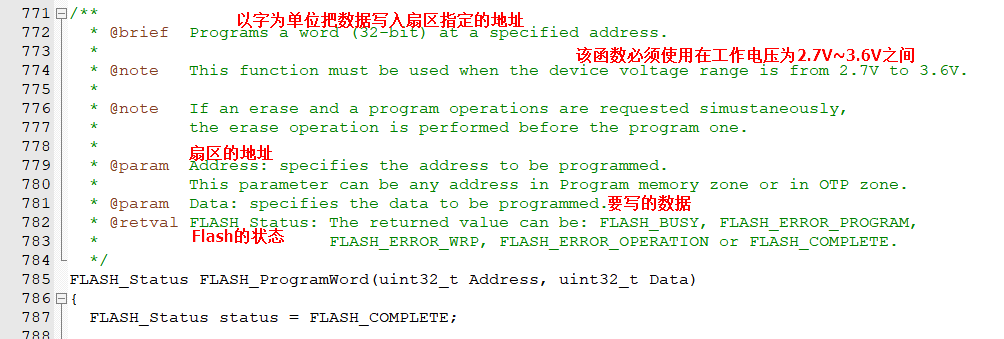 771 /**
以字为单位把数据写入扇区指定的地址
772 * @brief Programs a word (32-bit) at a specified address.
773 *
该函数必须使用在工作电压为2.7V~3.6V之间
774 * @note This function must be used when the device voltage range is from 2.7V to 3.6V.
775 *
776 * @note If an erase and a program operations are requested simustaneously,
777 * the erase operation is performed before the program one.
778 *
扇区的地址
779 * @param Address: specifies the address to be programmed.
780 * This parameter can be any address in Program memory zone or in OTP zone.
781 * @param Data: specifies the data to be programmed.要写的数据
782 * @retval FLASH Status: The returned value can be: FLASH_BUSY, FLASH_ERROR_PROGRAM,
Flash的状态
783 * FLASH_ERROR_WRP, FLASH_ERROR_OPERATION or FLASH_COMPLETE.
784 */
785 FLASH_Status FLASH_ProgramWord(uint32_t Address, uint32_t Data)
786 {
787 FLASH_Status status = FLASH_COMPLETE;
788